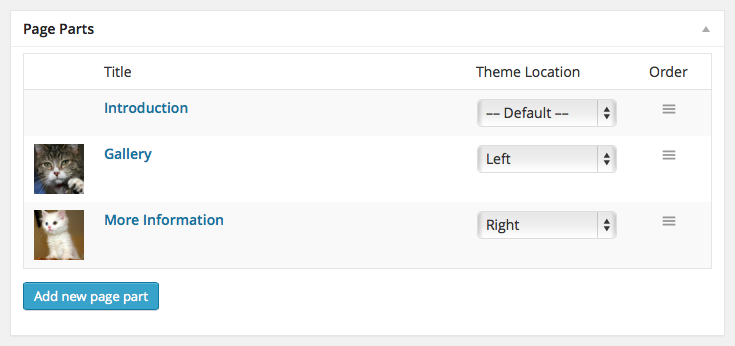 Page Parts
Title Theme Location Order
Introduction –– Default ––
Gallery Left
More Information Right
Add new page part